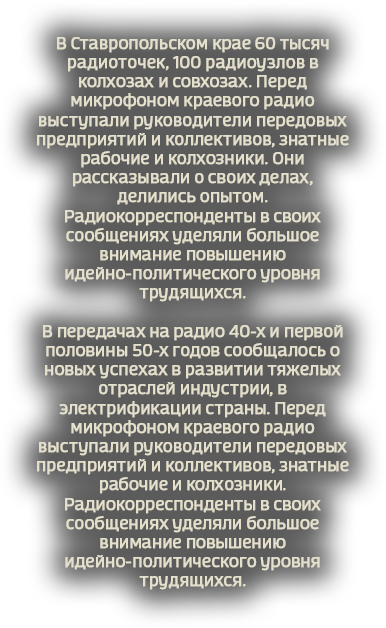 В Ставропольском крае 60 тысяч
радиоточек, 100 радиоузлов в
колхозах и совхозах. Перед
микрофоном краевого радио
выступали руководители передовых
предприятий и коллективов, знатные
рабочие и колхозники. Они
рассказывали о своих делах,
делились опытом.
Радиокорреспонденты в своих
сообщениях уделяли большое
внимание повышению
идейно-политического уровня
трудящихся.
В передачах на радио 40-х и первой
половины 50-х годов сообщалось о
новых успехах в развитии тяжелых
отраслей индустрии, в
электрификации страны. Перед
микрофоном краевого радио
выступали руководители передовых
предприятий и коллективов, знатные
рабочие и колхозники.
Радиокорреспонденты в своих
сообщениях уделяли большое
внимание повышению
идейно-политического уровня
трудящихся.